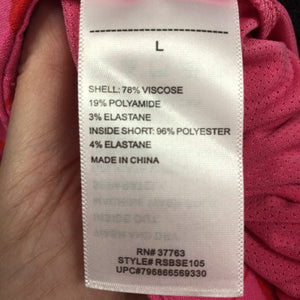 L
SHELL: 78% VISCOSE
19% POLYAMIDE
3% ELASTANE
INSIDE SHORT: 96% POLYESTER
4% ELASTANE
MADE IN CHINA
RN# 37763
STYLE# RSBSE105
UPC#796866569330